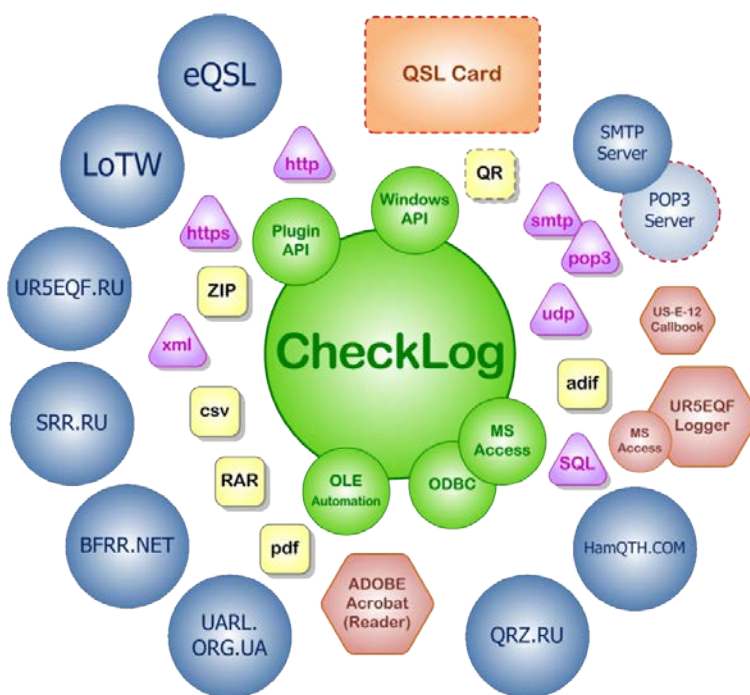 eQSL
QSL Card
SMTP
Server
LoTW
http
QR
POP3
Server
Windows
API
smtp
https
Plugin
API
pop3
UR5EQF.RU
ZIP
udp
US-E-12
Callbook
xml
CheckLog
adif
SRR.RU
csv
UR5EQF
Logger
MS
Access
MS
Access
SQL
RAR
OLE
Automation
ODBC
BFRR.NET
pdf
HamQTH.COM
ADOBE
Acrobat
(Reader)
UARL.
ORG.UA
QRZ.RU